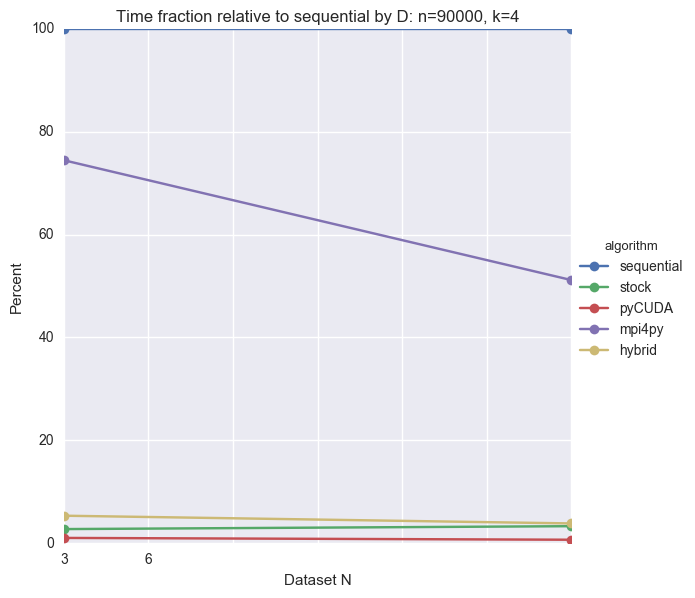 Time fraction relative to sequential by D: n=90000, k=4
100
80
60
40
20
0
Percent
3 6
Dataset N
algorithm
sequential
stock
pyCUDA
mpi4py
hybrid